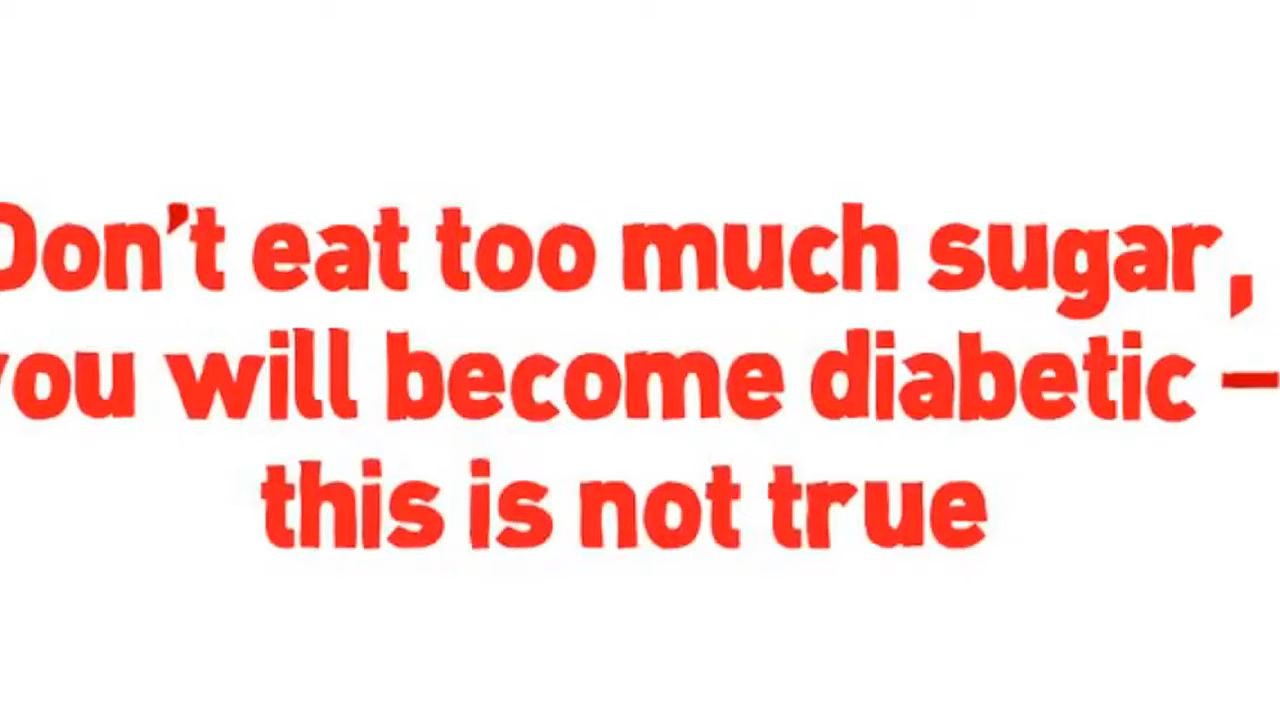 Don't eat too much sugar,
you will become diabetic –
this is not true